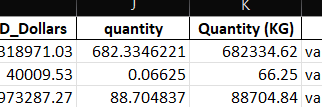 J K
D_Dollars quantity Quantity (KG)
318971.03 682.3346221 682334.62 va
40009.53 0.06625 66.25 va
973287.27 88.704837 88704.84 va